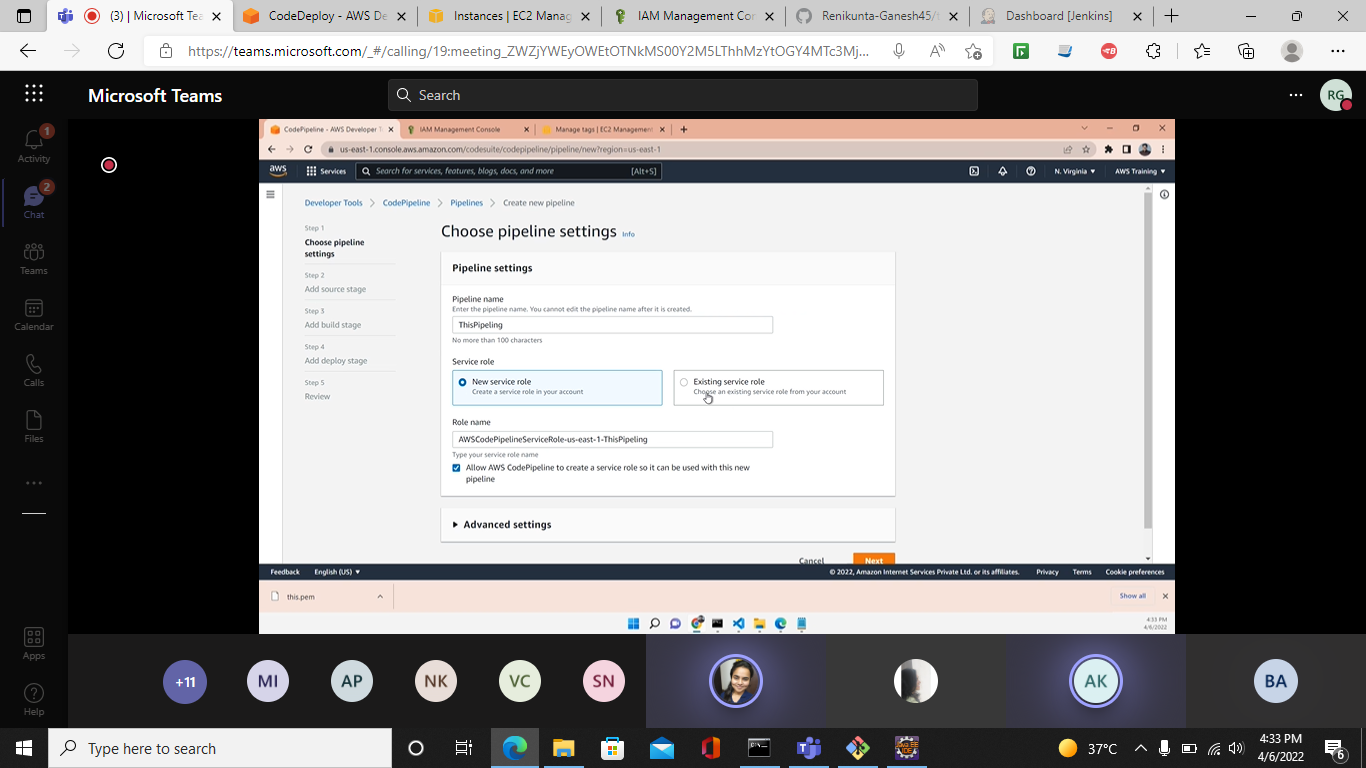 (3) | Microsoft Tea
CodeDeploy - AWS De
Instances | EC2 Manag
IAM Management Con
Renikunta-Ganesh45/
Dashboard [Jenkins]
https://teams.microsoft.com/_#/calling/19:meeting_ZWZjYWEyOWEtOTNkMS00Y2M5LThhMzYtOGY4MTc3Mj...
Microsoft Teams
Search
RG
Activity
1
Chat
2
Teams
Calendar
Calls
Files
Apps
Help
CodePipeline - AWS Developer T
IAM Management Console
Manage tags | EC2 Management
us-east-1.console.aws.amazon.com/codesuite/codepipeline/pipeline/new?region=us-east-1
aws
Services
Search for services, features, blogs, docs, and more
[Alt+S]
N. Virginia
AWS Training
Developer Tools
CodePipeline
Pipelines
Create new pipeline
Step 1
Choose pipeline
settings
Step 2
Add source stage
Step 3
Add build stage
Step 4
Add deploy stage
Step 5
Review
Choose pipeline settings Info
Pipeline settings
Pipeline name
Enter the pipeline name. You cannot edit the pipeline name after it is created.
ThisPipeling
No more than 100 characters
Service role
New service role
Create a service role in your account
Existing service role
Choose an existing service role from your account
Role name
AWSCodePipelineServiceRole-us-east-1-ThisPipeling
Type your service role name
Allow AWS CodePipeline to create a service role so it can be used with this new
pipeline
Advanced settings
Cancel
Next
Feedback
English (US)
© 2022, Amazon Internet Services Private Ltd. or its affiliates.
Privacy
Terms
Cookie preferences
this.pem
Show all
4:33 PM
4/6/2022
+11
MI
AP
NK
VC
SN
AK
BA
Type here to search
37°C
4:33 PM
4/6/2022
6